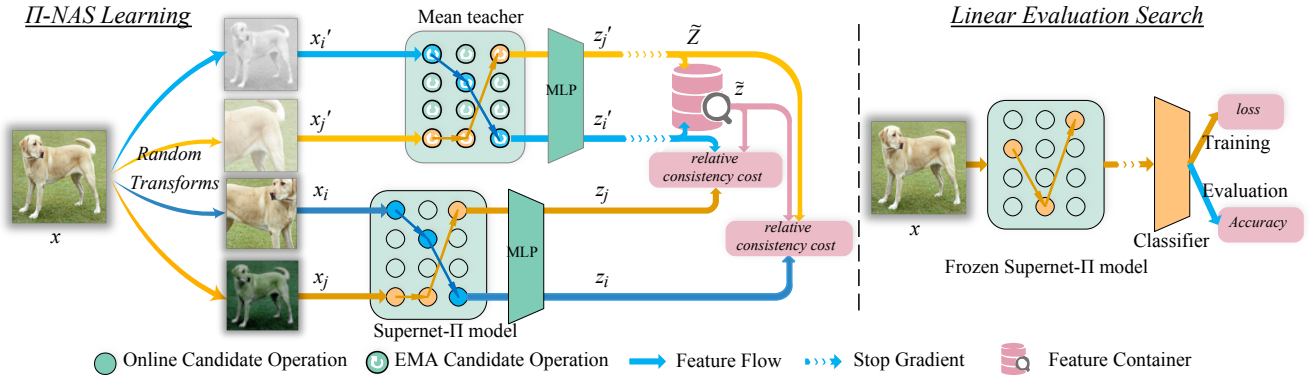 Π-NAS Learning
Linear Evaluation Search
Mean teacher
x_i'
z_j'
Z̃
MLP
z̃
x_j'
z_i'
Random
Transforms
relative
consistency cost
loss
Training
x_i
z_j
x
MLP
relative
consistency cost
Evaluation
Accuracy
x
Classifier
x_j
z_i
Frozen Supernet-Π model
Supernet-Π model
Online Candidate Operation
EMA Candidate Operation
Feature Flow
Stop Gradient
Feature Container